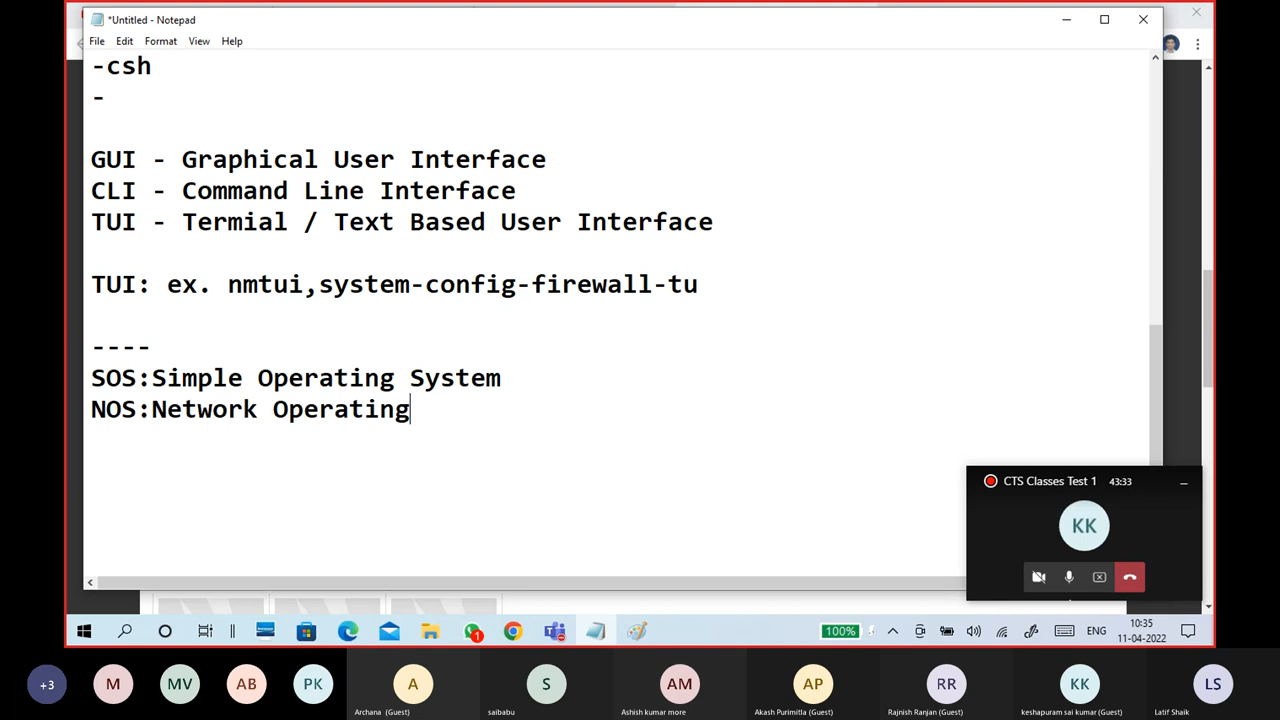 *Untitled - Notepad
File Edit Format View Help
-csh
-
GUI - Graphical User Interface
CLI - Command Line Interface
TUI - Termial / Text Based User Interface
TUI: ex. nmtui,system-config-firewall-tu
----
SOS:Simple Operating System
NOS:Network Operating
CTS Classes Test 1 43:33
KK
1
100%
ENG
10:35
11-04-2022
+3
M
MV
AB
PK
A
S
AM
AP
RR
KK
LS
Archana (Guest)
saibabu
Ashish kumar more
Akash Purimitla (Guest)
Rajnish Ranjan (Guest)
keshapuram sai kumar (Guest)
Latif Shaik